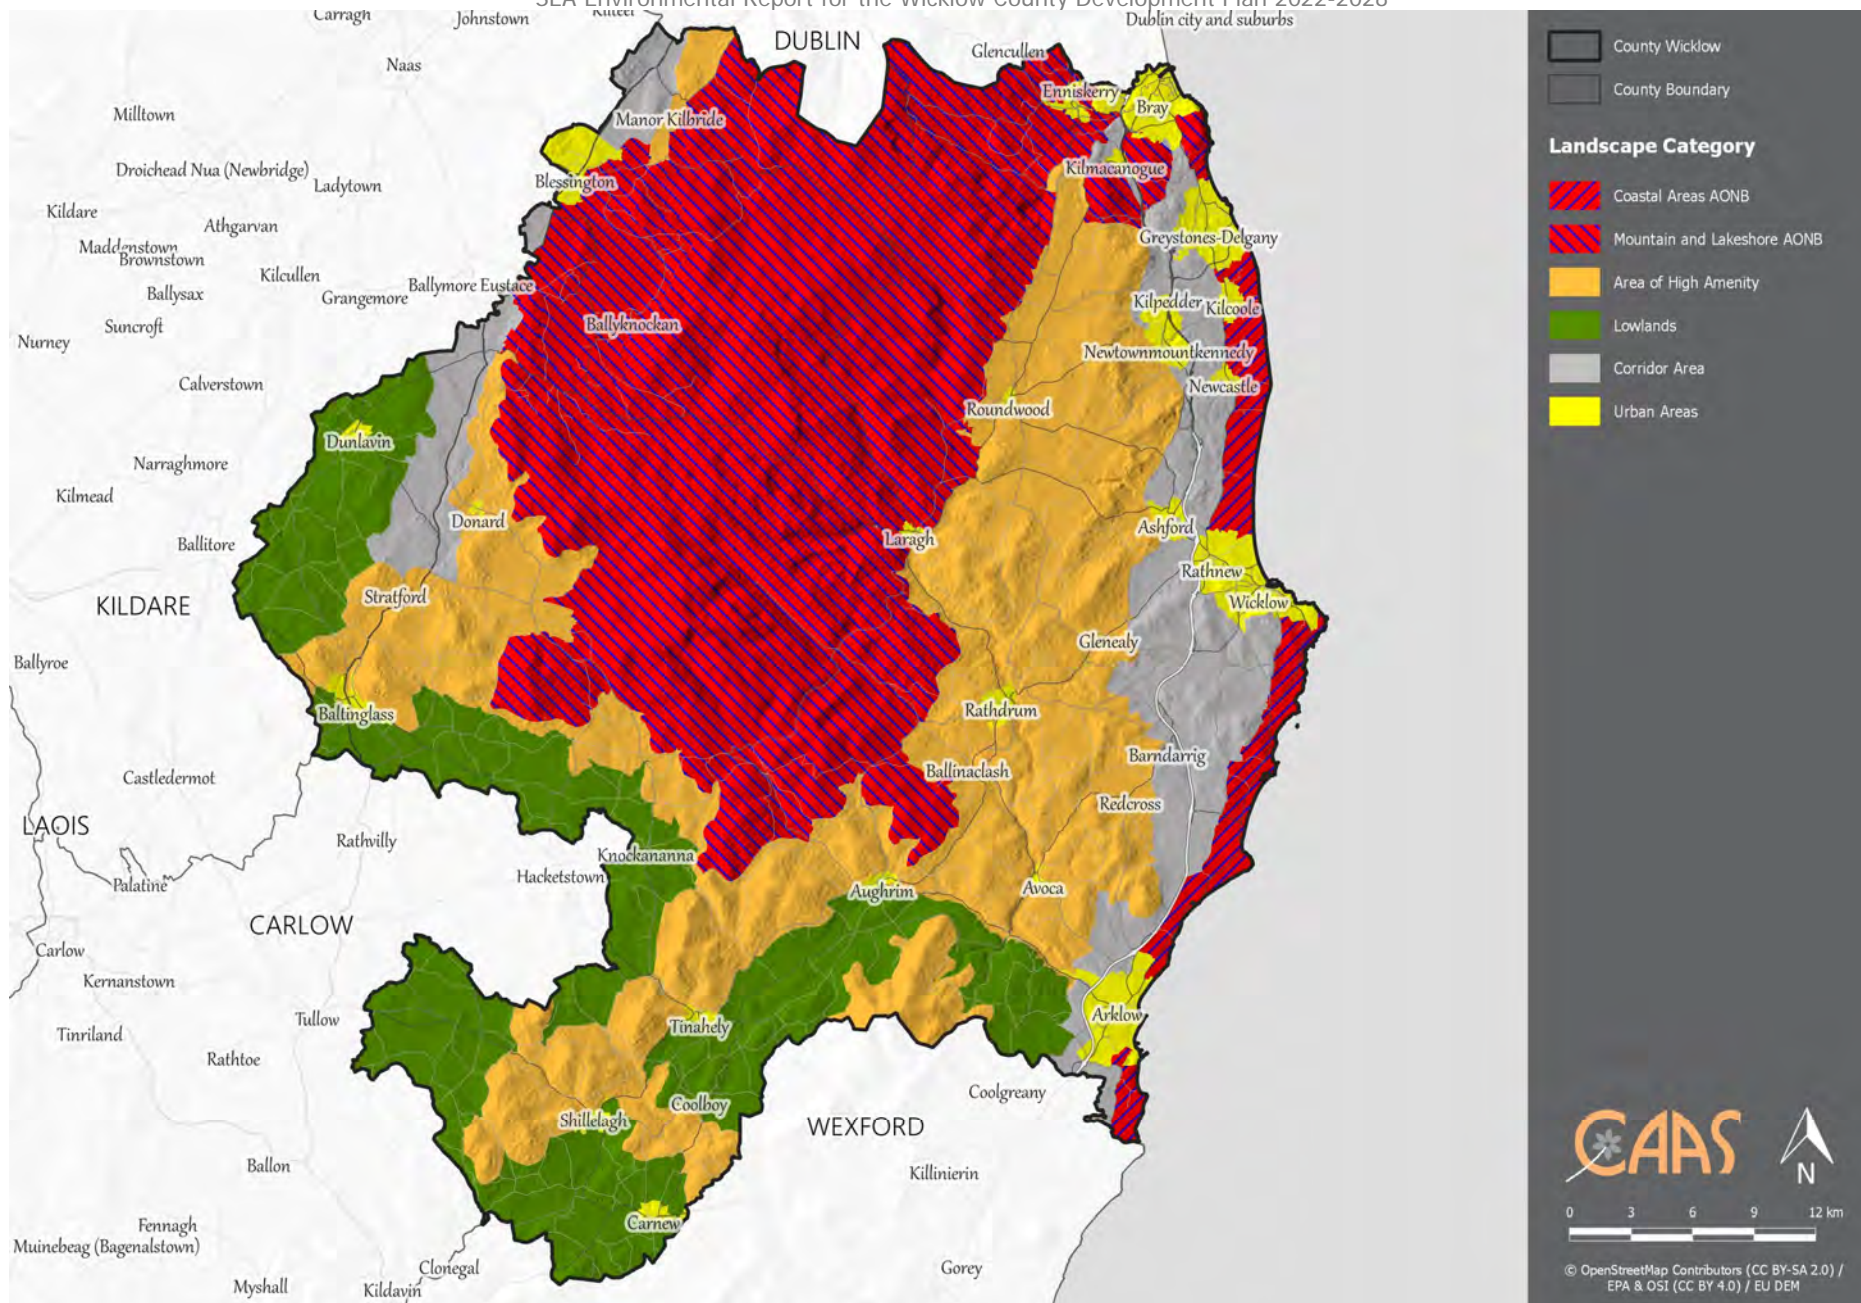 SEA Environmental Report for the Wicklow County Development Plan 2022-2028
Carragh
Johnstown
Kilteel
Dublin city and suburbs
DUBLIN
Glencullen
Naas
Enniskerry
Bray
Milltown
Manor Kilbride
Droichead Nua (Newbridge)
Ladytown
Blessington
Kilmacanogue
Kildare
Athgarvan
Maddenstown
Brownstown
Greystones-Delgany
Kilcullen
Ballymore Eustace
Ballysax
Grangemore
Kilpedder
Kilcoole
Suncroft
Ballyknockan
Nurney
Newtownmountkennedy
Calverstown
Newcastle
Roundwood
Dunlavin
Narraghmore
Kilmead
Donard
Ashford
Ballitore
Laragh
Rathnew
KILDARE
Stratford
Wicklow
Glenealy
Ballyroe
Baltinglass
Rathdrum
Barndarrig
Castledermot
Ballinaclash
Redcross
LAOIS
Rathvilly
Knockananna
Palatine
Hacketstown
Aughrim
Avoca
CARLOW
Carlow
Kernanstown
Tullow
Tinahely
Arklow
Tinriland
Rathtoe
Coolgreany
Coolboy
Shillelagh
WEXFORD
Ballon
Killinierin
Fennagh
Carnew
Muinebeag (Bagenalstown)
Clonegal
Gorey
Myshall
Kildavin
County Wicklow
County Boundary
Landscape Category
Coastal Areas AONB
Mountain and Lakeshore AONB
Area of High Amenity
Lowlands
Corridor Area
Urban Areas
CAAS
N
0 3 6 9 12 km
© OpenStreetMap Contributors (CC BY-SA 2.0) /
EPA & OSI (CC BY 4.0) / EU DEM